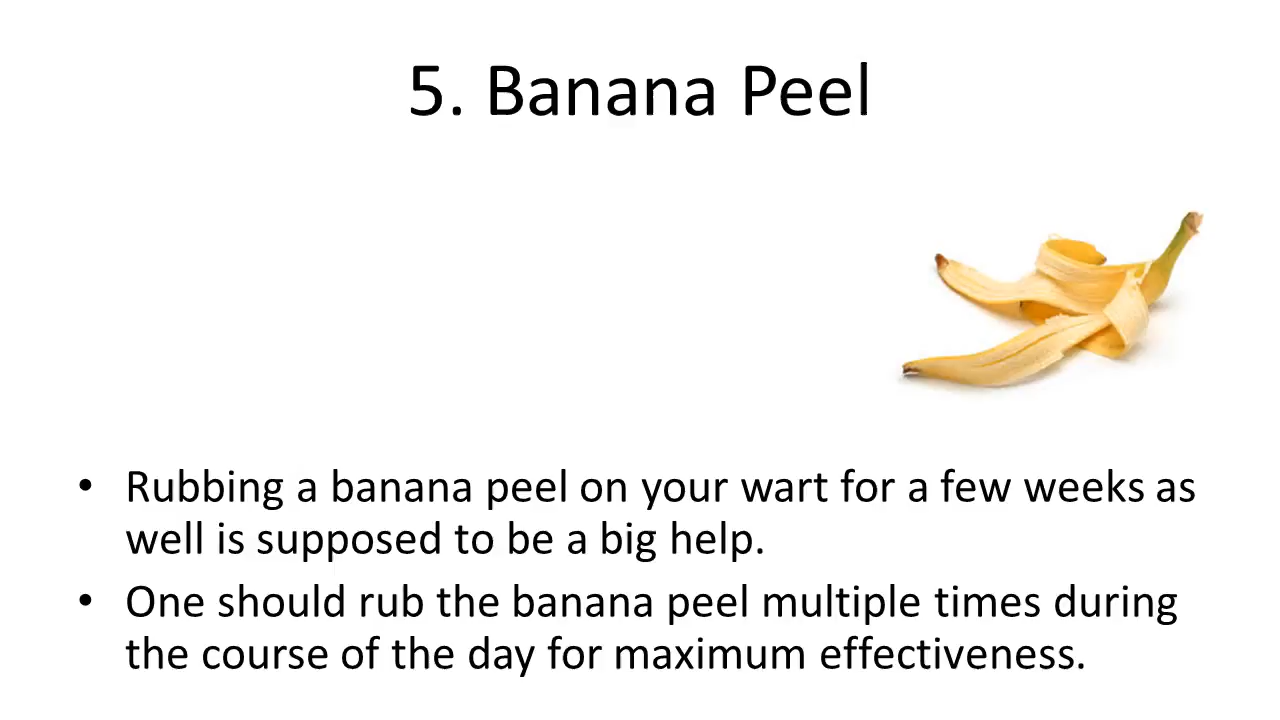 5. Banana Peel
• Rubbing a banana peel on your wart for a few weeks as
well is supposed to be a big help.
• One should rub the banana peel multiple times during
the course of the day for maximum effectiveness.